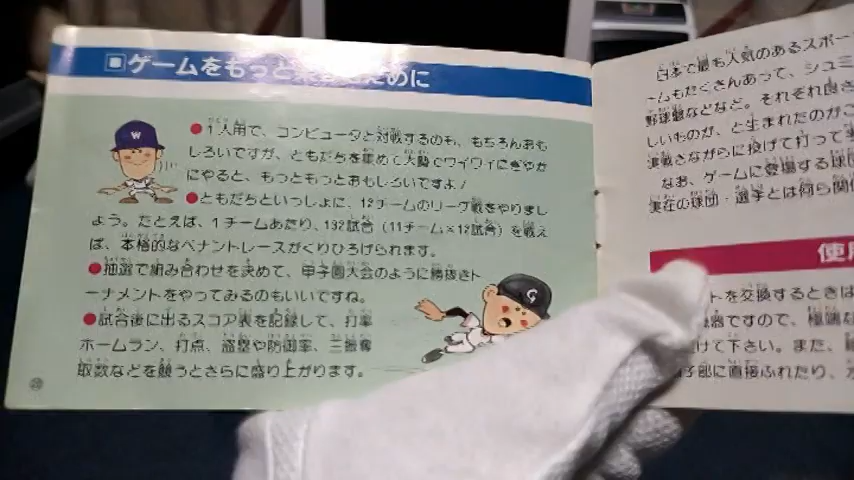 ゲームをもっと
ために
●1人用で、コンピュータと対戦するのも、もちろんおも
しろいですが、ともだちを集めて大勢でワイワイにぎやか
にやると、もっともっとおもしろいですよ!
●ともだちといっしょに、12チームのリーグ戦をやりまし
ょう。たとえば、1チームあたり、132試合(11チーム×12試合)を戦え
ば、本格的なペナントレースがくりひろげられます。
●抽選で組み合わせを決めて、甲子園大会のように勝抜きト
ーナメントをやってみるのもいいですね。
●試合後に出るスコア表を記録して、打率
ホームラン、打点、盗塁や防御率、三振奪
取数などを競うとさらに盛り上がります。
W
G
日本で最も人気のあるスポー
ームもたくさんあって、シュミ
野球盤などなど。それぞれ良さ
しいものが、と生まれたのがこ
実戦さながらに投げて打って
なお、ゲームに登場する球団
実在の球団・選手とは何ら関係
使用
トを交換するときは
器ですので、極端な
けて下さい。また、
子部に直接ふれたり、水